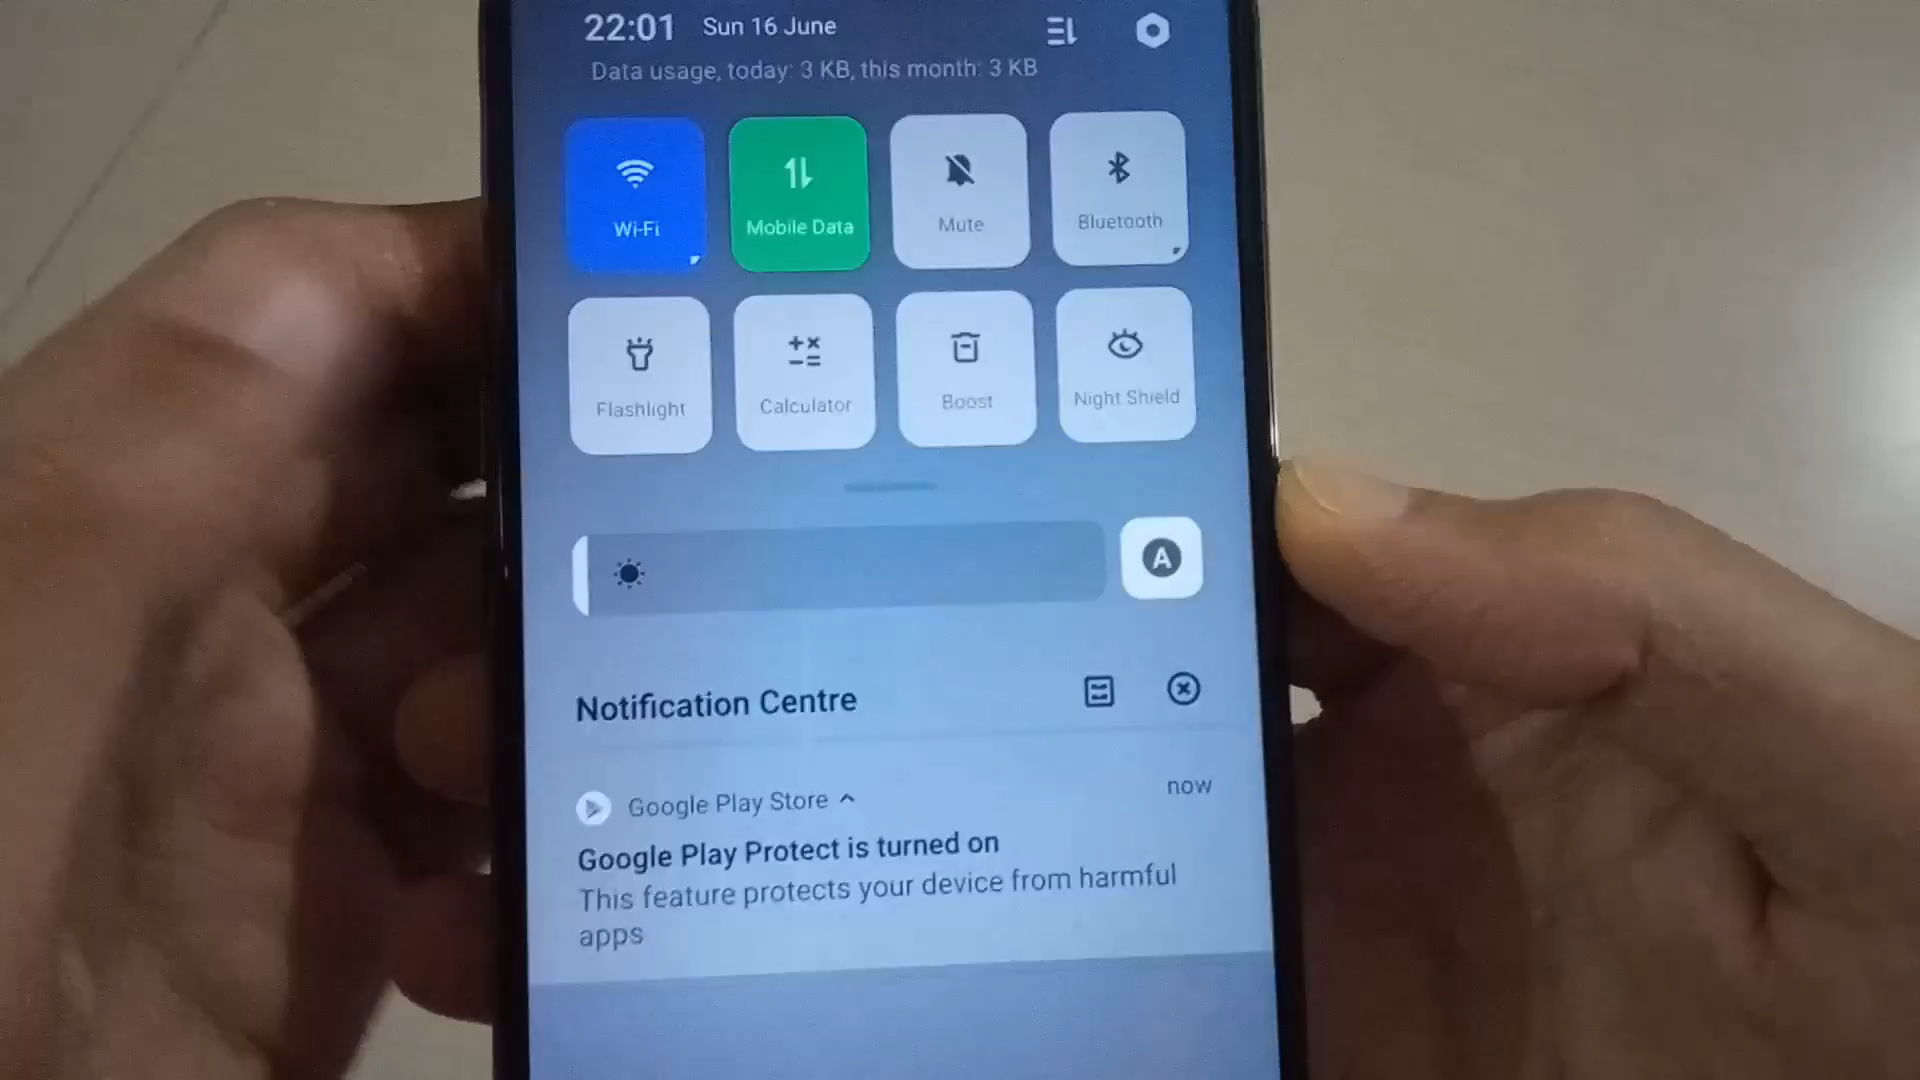 22:01 Sun 16 June
Data usage, today: 3 KB, this month: 3 KB
Wi-Fi Mobile Data Mute Bluetooth
Flashlight Calculator Boost Night Shield
A
Notification Centre
Google Play Store now
Google Play Protect is turned on
This feature protects your device from harmful
apps